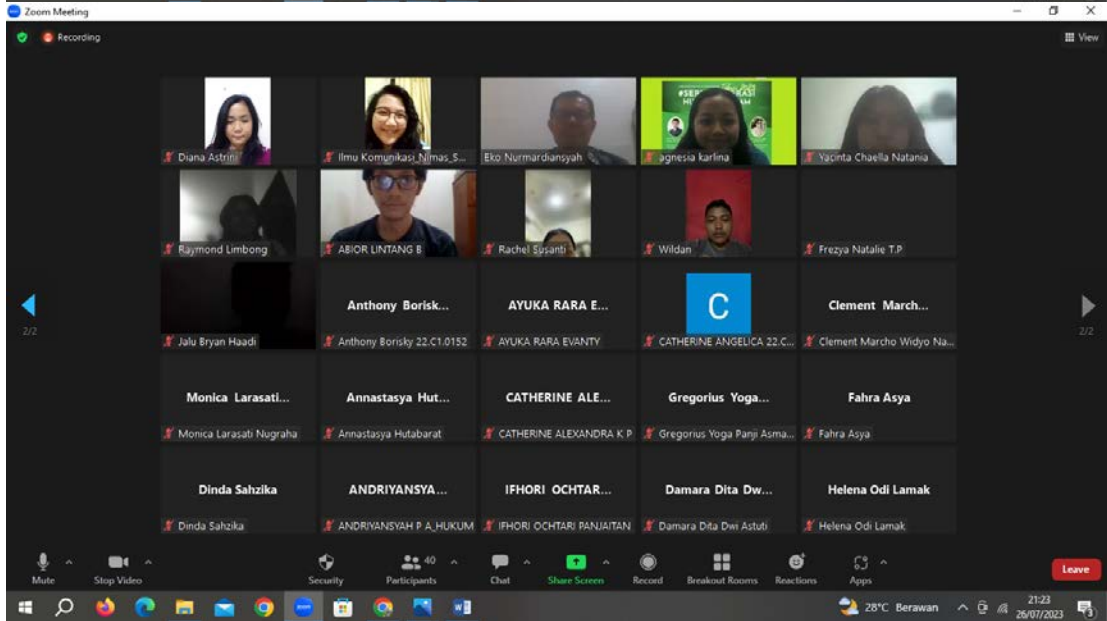 Zoom Meeting
Recording
View
#SER
KASI
Diana Astrini
Ilmu Komunikasi_Nimas_S...
Eko Nurmardiansyah
agnesia karlina
Yacinta Chaella Natania
Raymond Limbong
ABIOR LINTANG B
Rachel Susanti
Wildan
Frezya Natalie T.P
Anthony Borisk...
AYUKA RARA E...
C
Clement March...
2/2
2/2
Jalu Bryan Haadi
Anthony Borisky 22.C1.0152
AYUKA RARA EVANTY
CATHERINE ANGELICA 22.C...
Clement Marcho Widyo Na...
Monica Larasati...
Annastasya Hut...
CATHERINE ALE...
Gregorius Yoga...
Fahra Asya
Monica Larasati Nugraha
Annastasya Hutabarat
CATHERINE ALEXANDRA K P
Gregorius Yoga Panji Asma...
Fahra Asya
Dinda Sahzika
ANDRIYANSYA...
IFHORI OCHTAR...
Damara Dita Dw...
Helena Odi Lamak
Dinda Sahzika
ANDRIYANSYAH P A_HUKUM
IFHORI OCHTARI PANJAITAN
Damara Dita Dwi Astuti
Helena Odi Lamak
40
Mute
Stop Video
Security
Participants
Chat
Share Screen
Record
Breakout Rooms
Reactions
Apps
Leave
28°C Berawan
21:23
26/07/2023
3